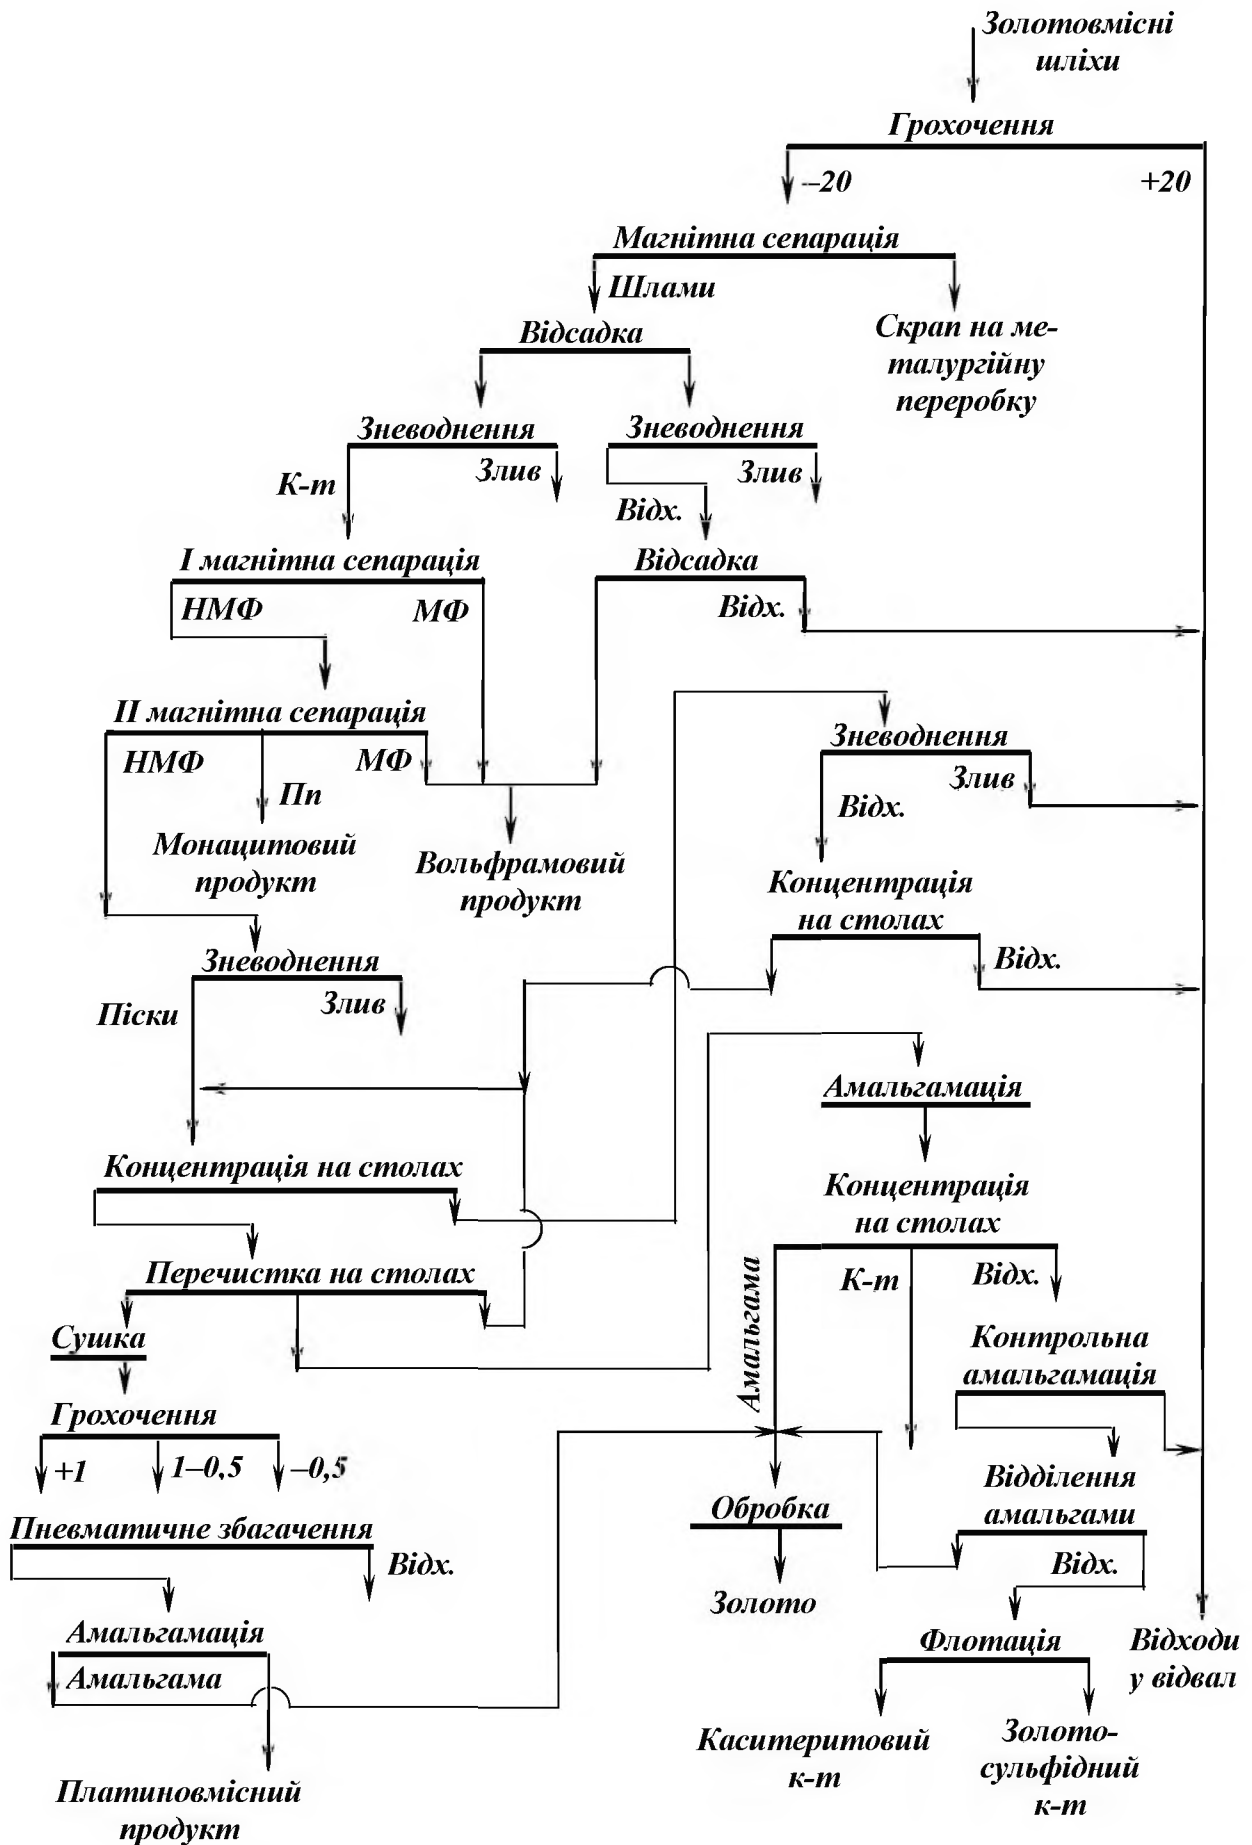 Золотовмісні
шліхи
Грохочення
–20
+20
Магнітна сепарація
Шлами
Скрап на ме-
талургійну
переробку
Відсадка
Зневоднення
Зневоднення
Злив
Злив
К-т
Відх.
I магнітна сепарація
Відсадка
НМФ
МФ
Відх.
II магнітна сепарація
Зневоднення
НМФ
МФ
Злив
Пп
Відх.
Монацитовий
продукт
Вольфрамовий
продукт
Концентрація
на столах
Зневоднення
Відх.
Піски
Злив
Амальгамація
Концентрація на столах
Концентрація
на столах
Перечистка на столах
Амальгама
К-т
Відх.
Сушка
Контрольна
амальгамація
Грохочення
+1
1–0,5
–0,5
Відділення
амальгами
Обробка
Пневматичне збагачення
Відх.
Відх.
Золото
Амальгамація
Флотація
Відходи
у відвал
Амальгама
Каситеритовий
к-т
Золото-
сульфідний
к-т
Платиновмісний
продукт